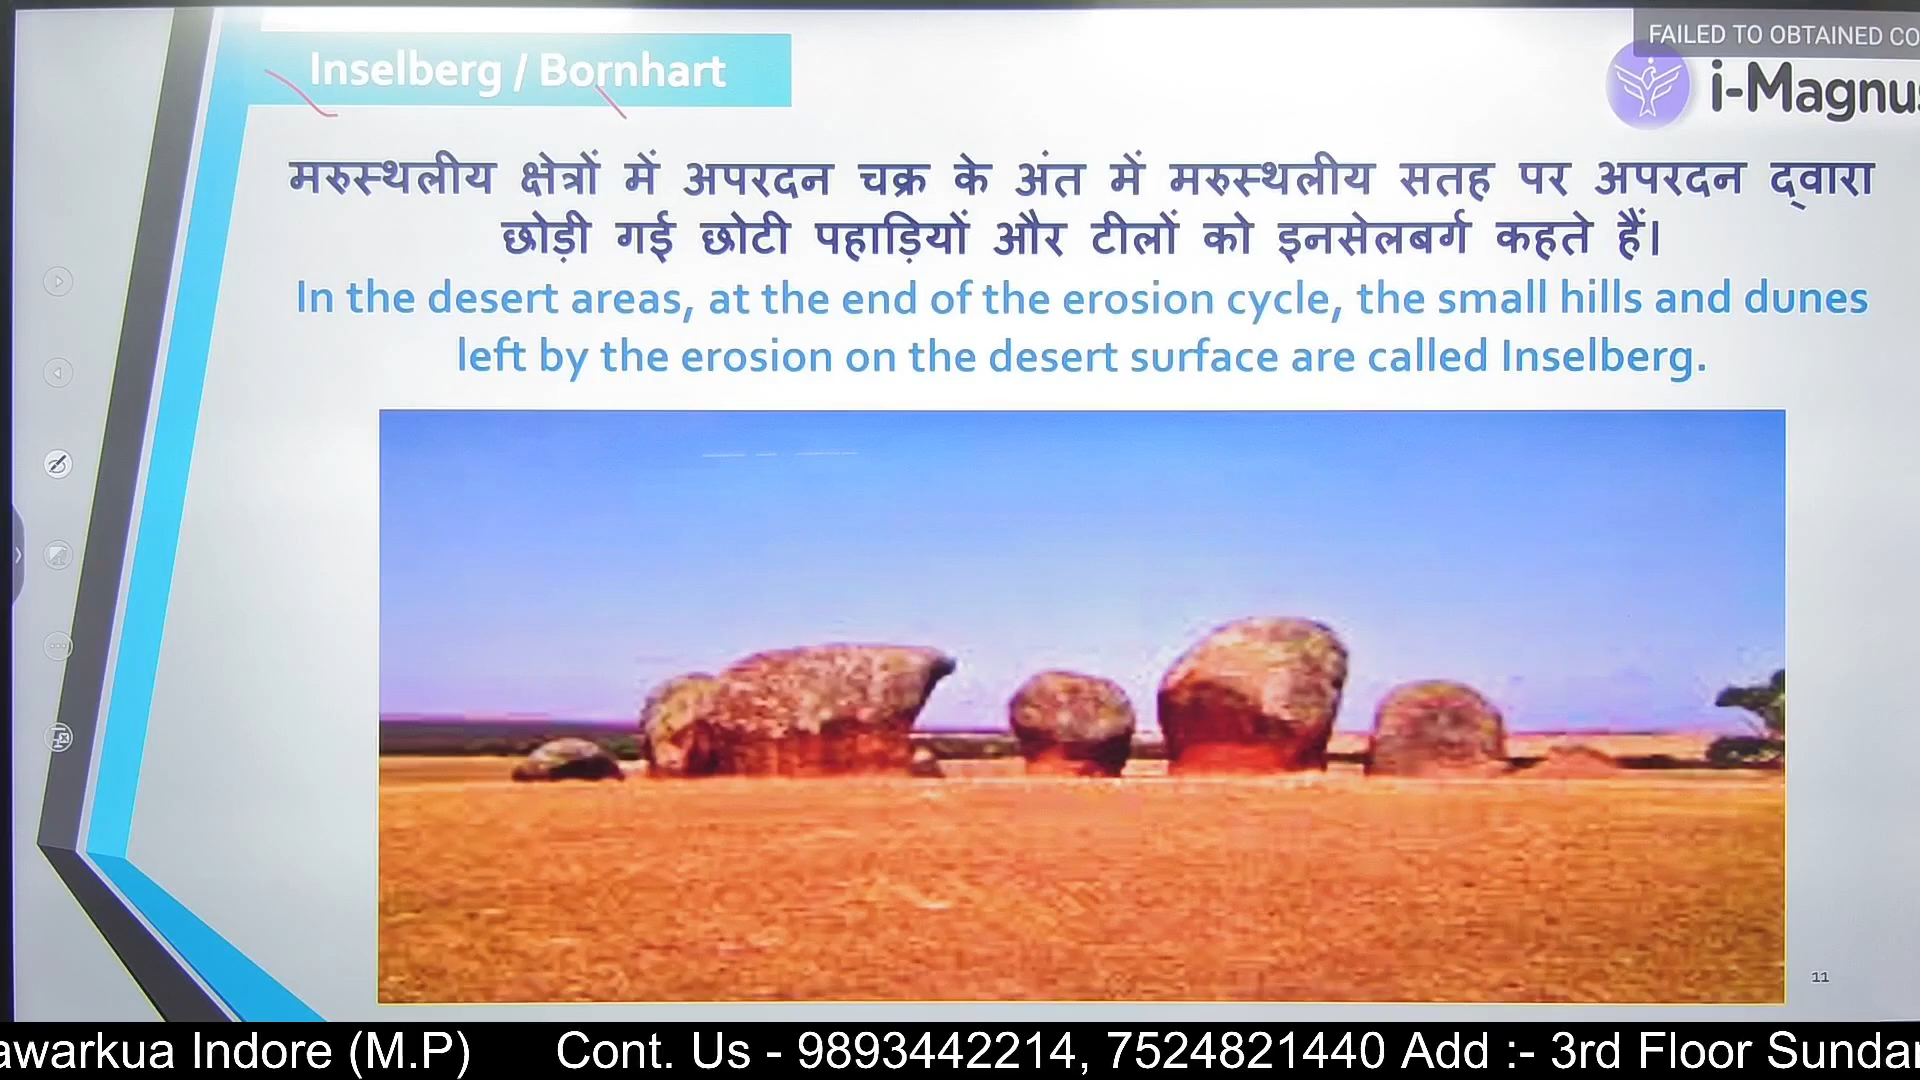 FAILED TO OBTAINED CO
Inselberg / Bornhart
i-Magnus
मरुस्थलीय क्षेत्रों में अपरदन चक्र के अंत में मरुस्थलीय सतह पर अपरदन द्वारा
छोड़ी गई छोटी पहाड़ियों और टीलों को इनसेलबर्ग कहते हैं।
In the desert areas, at the end of the erosion cycle, the small hills and dunes
left by the erosion on the desert surface are called Inselberg.
11
awarkua Indore (M.P) Cont. Us - 9893442214, 7524821440 Add :- 3rd Floor Sundar